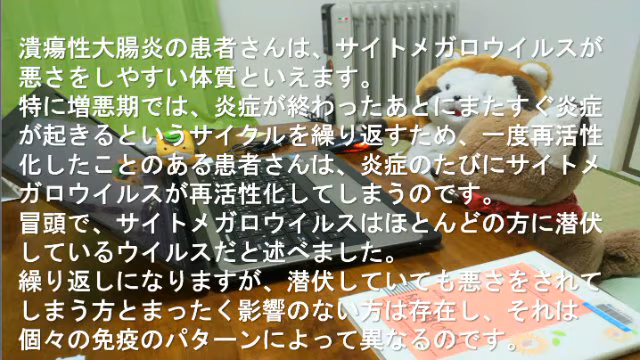 潰瘍性大腸炎の患者さんは、サイトメガロウイルスが
悪さをしやすい体質といえます。
特に増悪期では、炎症が終わったあとにまたすぐ炎症
が起きるというサイクルを繰り返すため、一度再活性
化したことのある患者さんは、炎症のたびにサイトメ
ガロウイルスが再活性化してしまうのです。
冒頭で、サイトメガロウイルスはほとんどの方に潜伏
しているウイルスだと述べました。
繰り返しになりますが、潜伏していても悪さをされて
しまう方とまったく影響のない方は存在し、それは
個々の免疫のパターンによって異なるのです。